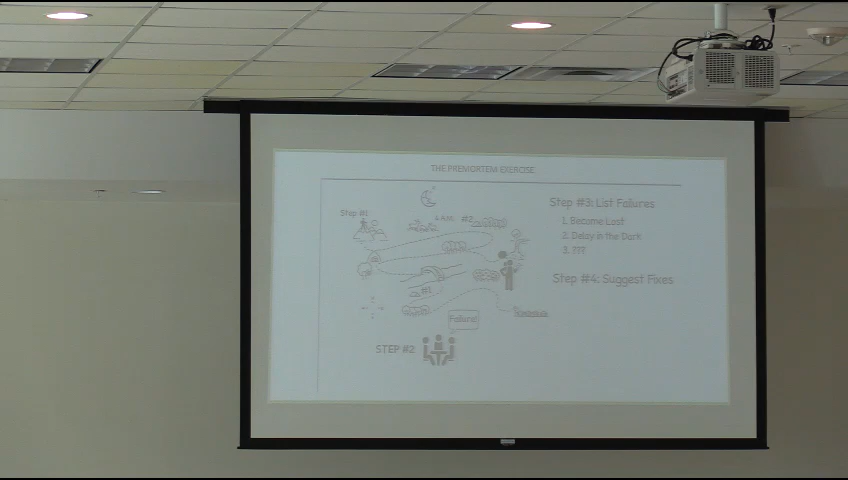 THE PREMORTEM EXERCISE
Step #1
#2
Step #3: List Failures
1. Become Lost
2. Delay in the Dark
3. ???
Step #4: Suggest Fixes
#1
Failure!
STEP #2